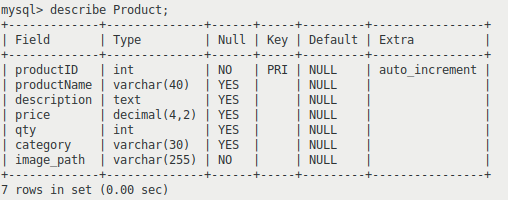 mysql> describe Product;
+--------------+--------------+------+-----+---------+----------------+
| Field        | Type         | Null | Key | Default | Extra          |
+--------------+--------------+------+-----+---------+----------------+
| productID    | int          | NO   | PRI | NULL    | auto_increment |
| productName  | varchar(40)  | YES  |     | NULL    |                |
| description  | text         | YES  |     | NULL    |                |
| price        | decimal(4,2) | YES  |     | NULL    |                |
| qty          | int          | YES  |     | NULL    |                |
| category     | varchar(30)  | YES  |     | NULL    |                |
| image_path   | varchar(255) | NO   |     | NULL    |                |
+--------------+--------------+------+-----+---------+----------------+
7 rows in set (0.00 sec)